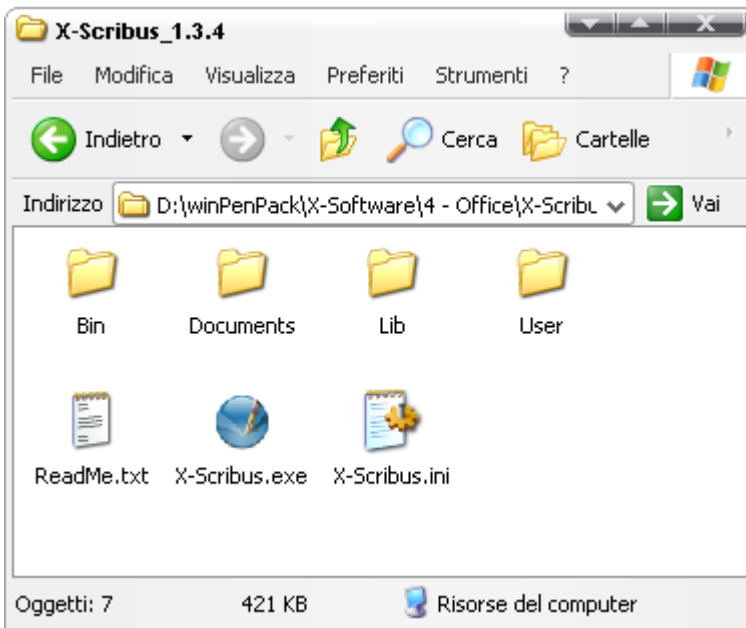 X-Scribus_1.3.4
File Modifica Visualizza Preferiti Strumenti ?
Indietro Cerca Cartelle
Indirizzo D:\winPenPack\X-Software\4 - Office\X-Scribu Vai
Bin Documents Lib User
ReadMe.txt X-Scribus.exe X-Scribus.ini
Oggetti: 7 421 KB Risorse del computer